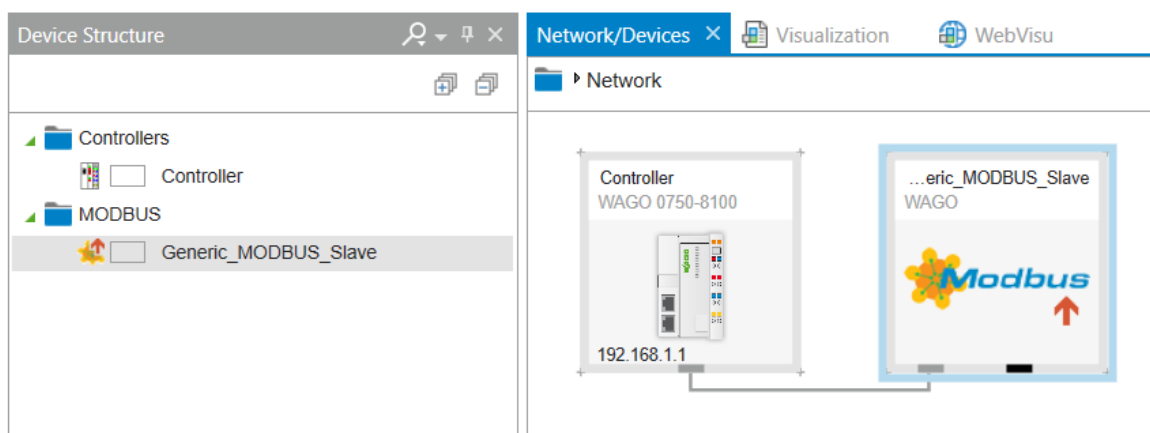 Device Structure
Controllers
Controller
MODBUS
Generic_MODBUS_Slave
Network/Devices
Visualization
WebVisu
Network
Controller
WAGO 0750-8100
192.168.1.1
...eric_MODBUS_Slave
WAGO
Modbus